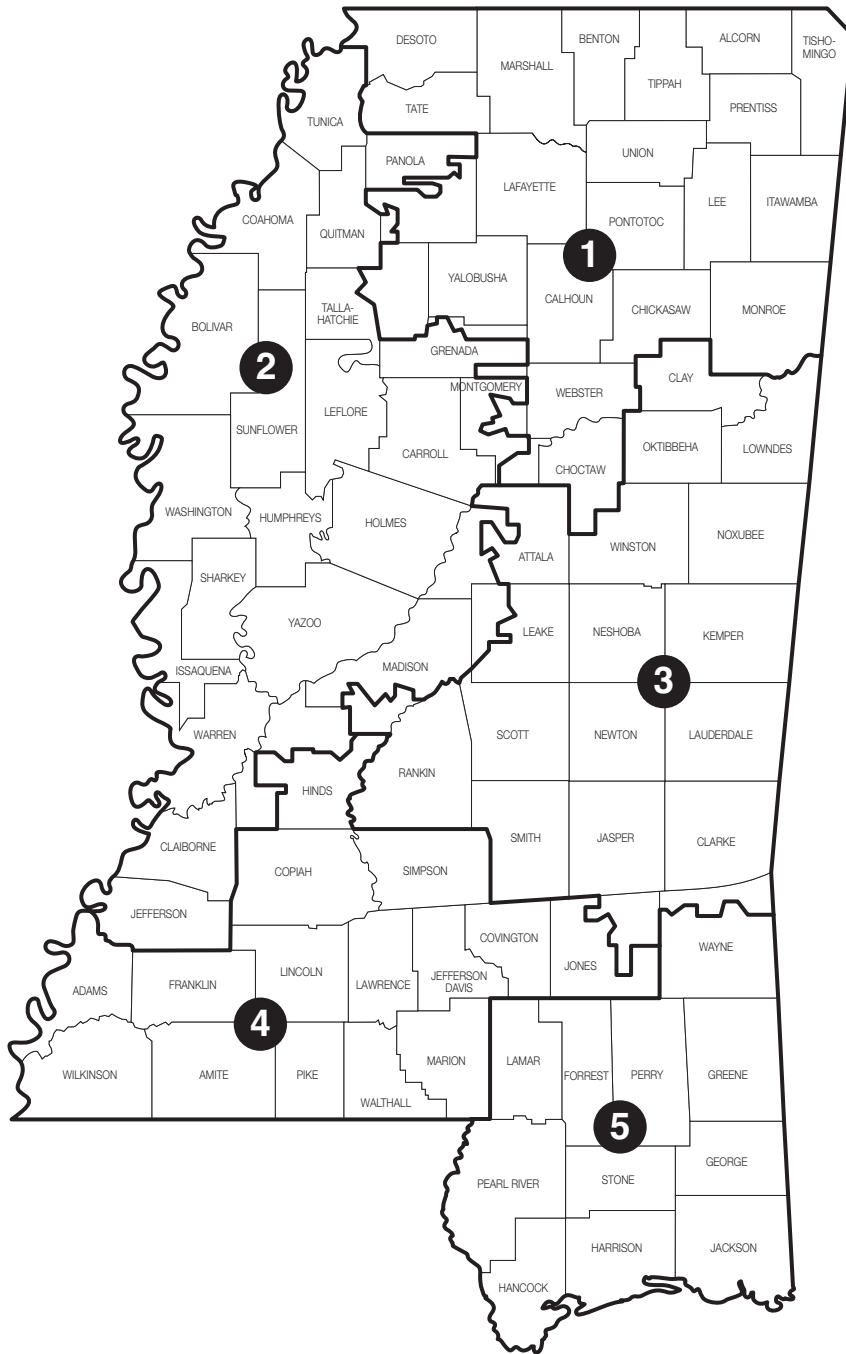 DESOTO
BENTON
ALCORN
TISHO-
MINGO
MARSHALL
TIPPAH
TATE
PRENTISS
TUNICA
UNION
PANOLA
LAFAYETTE
LEE
ITAWAMBA
COAHOMA
PONTOTOC
QUITMAN
1
YALOBUSHA
CALHOUN
CHICKASAW
MONROE
TALLA-
HATCHIE
BOLIVAR
GRENADA
2
CLAY
MONTGOMERY
WEBSTER
LEFLORE
SUNFLOWER
OKTIBBEHA
LOWNDES
CARROLL
CHOCTAW
WASHINGTON
HUMPHREYS
HOLMES
NOXUBEE
WINSTON
ATTALA
SHARKEY
YAZOO
LEAKE
NESHOBA
KEMPER
ISSAQUENA
MADISON
3
WARREN
SCOTT
NEWTON
LAUDERDALE
RANKIN
HINDS
SMITH
JASPER
CLARKE
CLAIBORNE
COPIAH
SIMPSON
JEFFERSON
COVINGTON
WAYNE
JONES
LINCOLN
JEFFERSON
DAVIS
ADAMS
FRANKLIN
LAWRENCE
4
MARION
LAMAR
WILKINSON
AMITE
PIKE
FORREST
PERRY
GREENE
WALTHALL
5
GEORGE
PEARL RIVER
STONE
HARRISON
JACKSON
HANCOCK